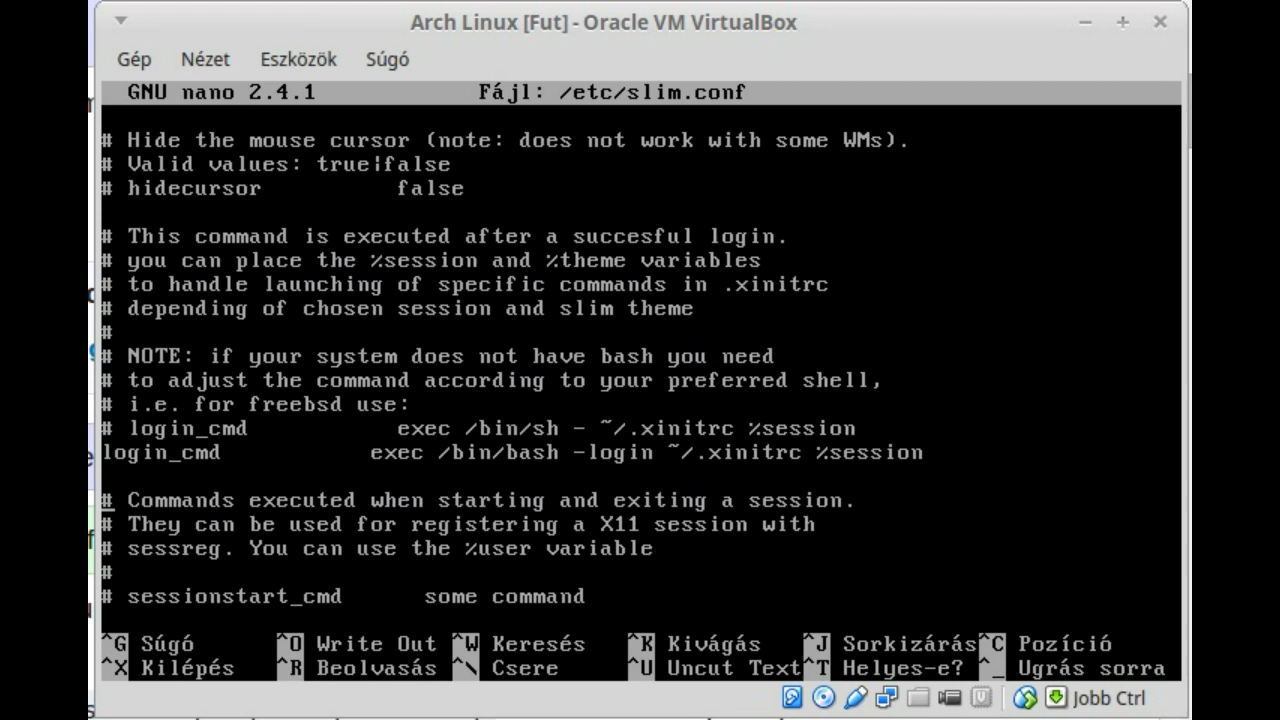 Arch Linux [Fut] - Oracle VM VirtualBox
Gép Nézet Eszközök Súgó
GNU nano 2.4.1 Fájl: /etc/slim.conf
# Hide the mouse cursor (note: does not work with some WMs).
# Valid values: true|false
# hidecursor false
# This command is executed after a succesful login.
# you can place the %session and %theme variables
# to handle launching of specific commands in .xinitrc
# depending of chosen session and slim theme
#
# NOTE: if your system does not have bash you need
# to adjust the command according to your preferred shell,
# i.e. for freebsd use:
# login_cmd exec /bin/sh - ~/.xinitrc %session
login_cmd exec /bin/bash -login ~/.xinitrc %session
# Commands executed when starting and exiting a session.
# They can be used for registering a X11 session with
# sessreg. You can use the %user variable
#
# sessionstart_cmd some command
^G Súgó ^O Write Out ^W Keresés ^K Kivágás ^J Sorkizárás ^C Pozíció
^X Kilépés ^R Beolvasás ^\ Csere ^U Uncut Text ^T Helyes-e? ^_ Ugrás sorra
Jobb Ctrl